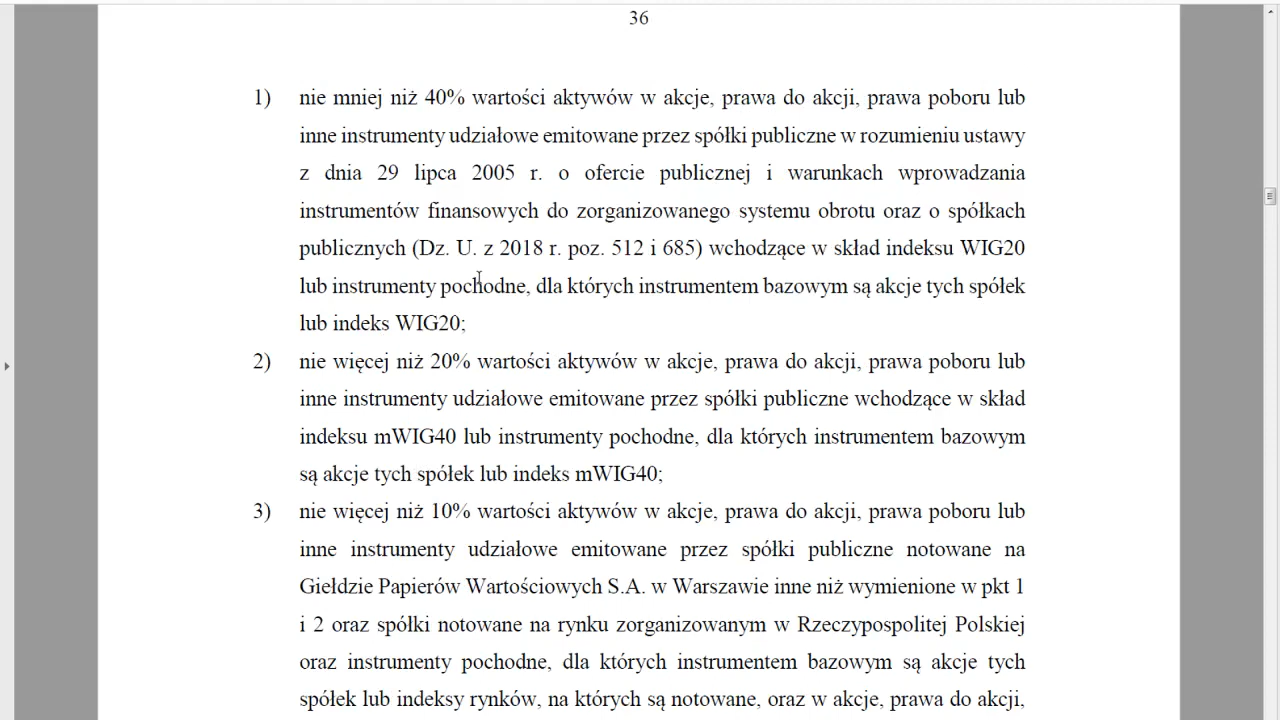 36
1) nie mniej niż 40% wartości aktywów w akcje, prawa do akcji, prawa poboru lub
inne instrumenty udziałowe emitowane przez spółki publiczne w rozumieniu ustawy
z dnia 29 lipca 2005 r. o ofercie publicznej i warunkach wprowadzania
instrumentów finansowych do zorganizowanego systemu obrotu oraz o spółkach
publicznych (Dz. U. z 2018 r. poz. 512 i 685) wchodzące w skład indeksu WIG20
lub instrumenty pochodne, dla których instrumentem bazowym są akcje tych spółek
lub indeks WIG20;
2) nie więcej niż 20% wartości aktywów w akcje, prawa do akcji, prawa poboru lub
inne instrumenty udziałowe emitowane przez spółki publiczne wchodzące w skład
indeksu mWIG40 lub instrumenty pochodne, dla których instrumentem bazowym
są akcje tych spółek lub indeks mWIG40;
3) nie więcej niż 10% wartości aktywów w akcje, prawa do akcji, prawa poboru lub
inne instrumenty udziałowe emitowane przez spółki publiczne notowane na
Giełdzie Papierów Wartościowych S.A. w Warszawie inne niż wymienione w pkt 1
i 2 oraz spółki notowane na rynku zorganizowanym w Rzeczypospolitej Polskiej
oraz instrumenty pochodne, dla których instrumentem bazowym są akcje tych
spółek lub indeksy rynków, na których są notowane, oraz w akcje, prawa do akcji,